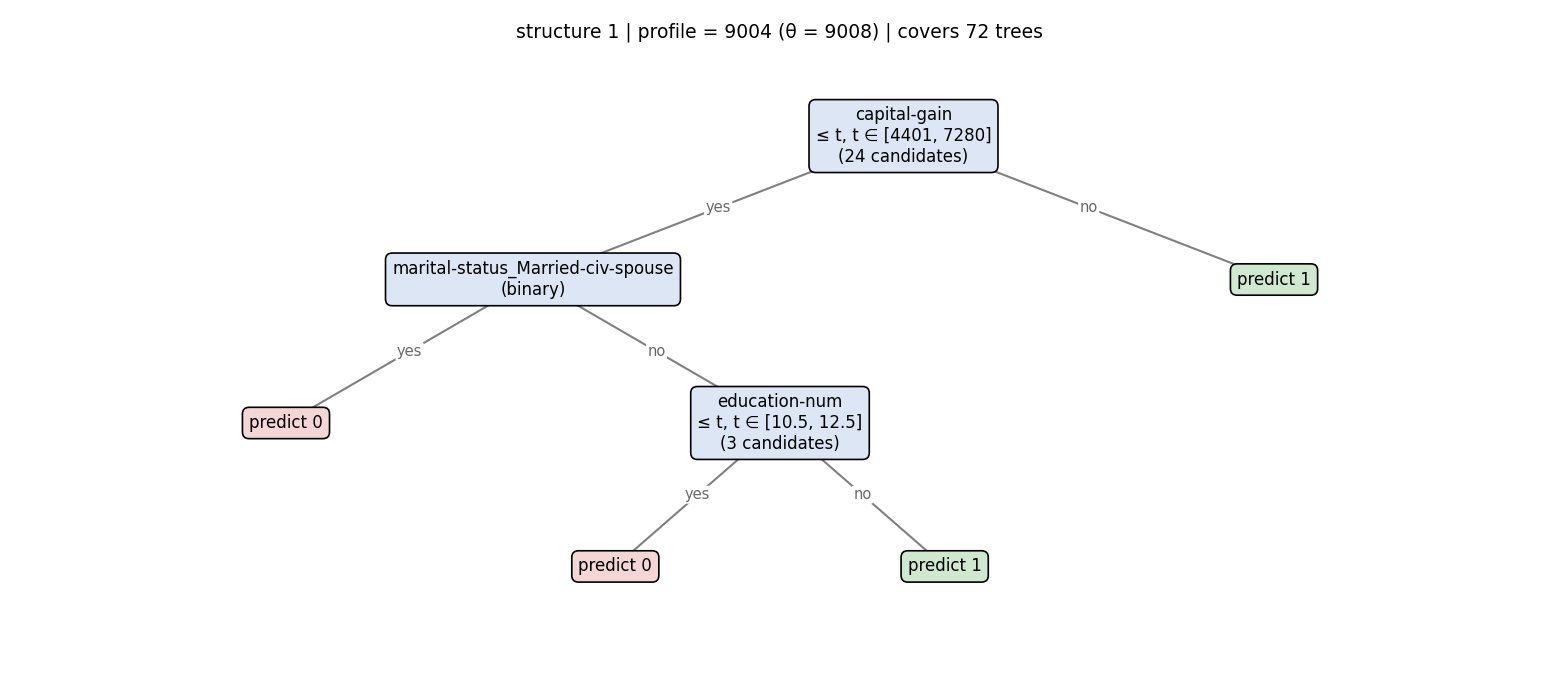 structure 1 | profile = 9004 (θ = 9008) | covers 72 trees
capital-gain
≤ t, t ∈ [4401, 7280]
(24 candidates)
yes
no
marital-status_Married-civ-spouse
(binary)
predict 1
yes
no
predict 0
education-num
≤ t, t ∈ [10.5, 12.5]
(3 candidates)
yes
no
predict 0
predict 1